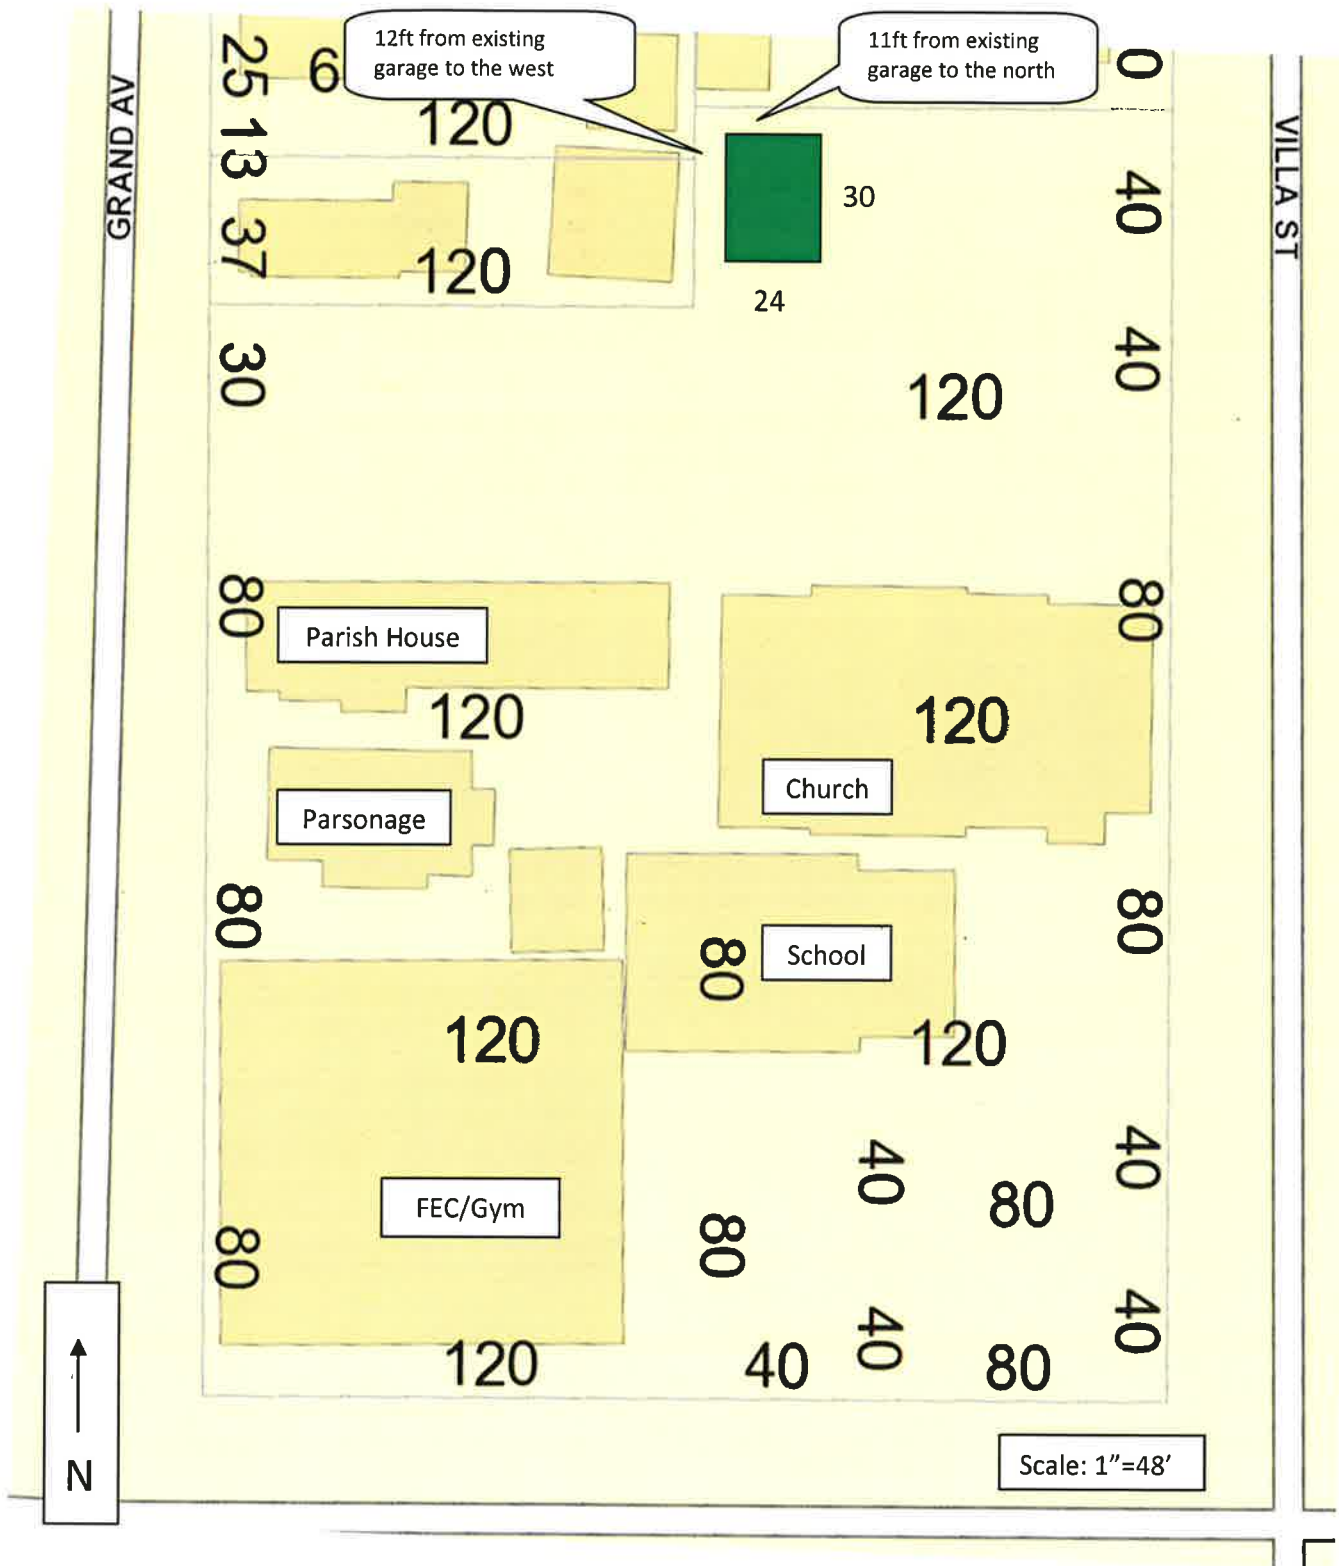 12ft from existing
garage to the west
11ft from existing
garage to the north
25
6
0
GRAND AV
120
13
VILLA ST
30
40
37
120
24
30
40
120
80
80
Parish House
120
120
Church
Parsonage
80
80
80
School
120
120
40
40
80
FEC/Gym
80
80
40
40
120
40
80
N
Scale: 1”=48’